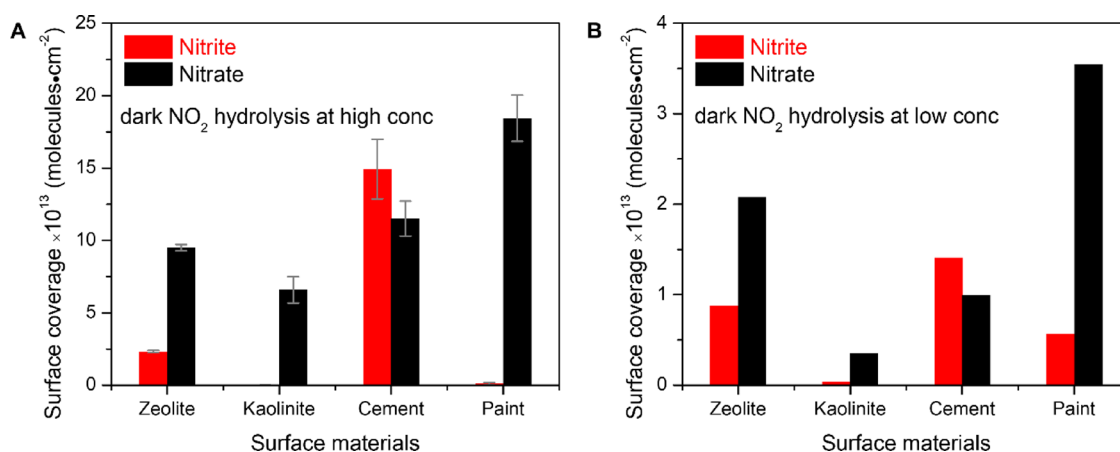 A
Surface coverage ×10^13 (molecules•cm^-2)
25
20
15
10
5
0
Nitrite
Nitrate
dark NO2 hydrolysis at high conc
Zeolite Kaolinite Cement Paint
Surface materials
B
Surface coverage ×10^13 (molecules•cm^-2)
4
3
2
1
0
Nitrite
Nitrate
dark NO2 hydrolysis at low conc
Zeolite Kaolinite Cement Paint
Surface materials